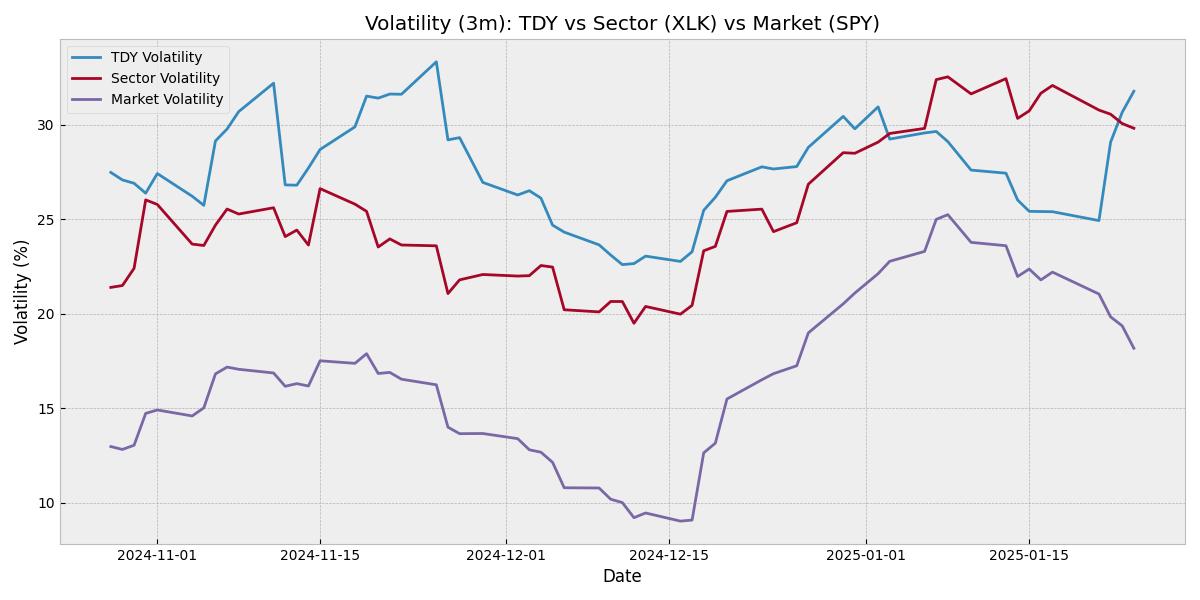 Volatility (3m): TDY vs Sector (XLK) vs Market (SPY)
TDY Volatility
Sector Volatility
Market Volatility
Volatility (%)
30
25
20
15
10
2024-11-01
2024-11-15
2024-12-01
2024-12-15
2025-01-01
2025-01-15
Date